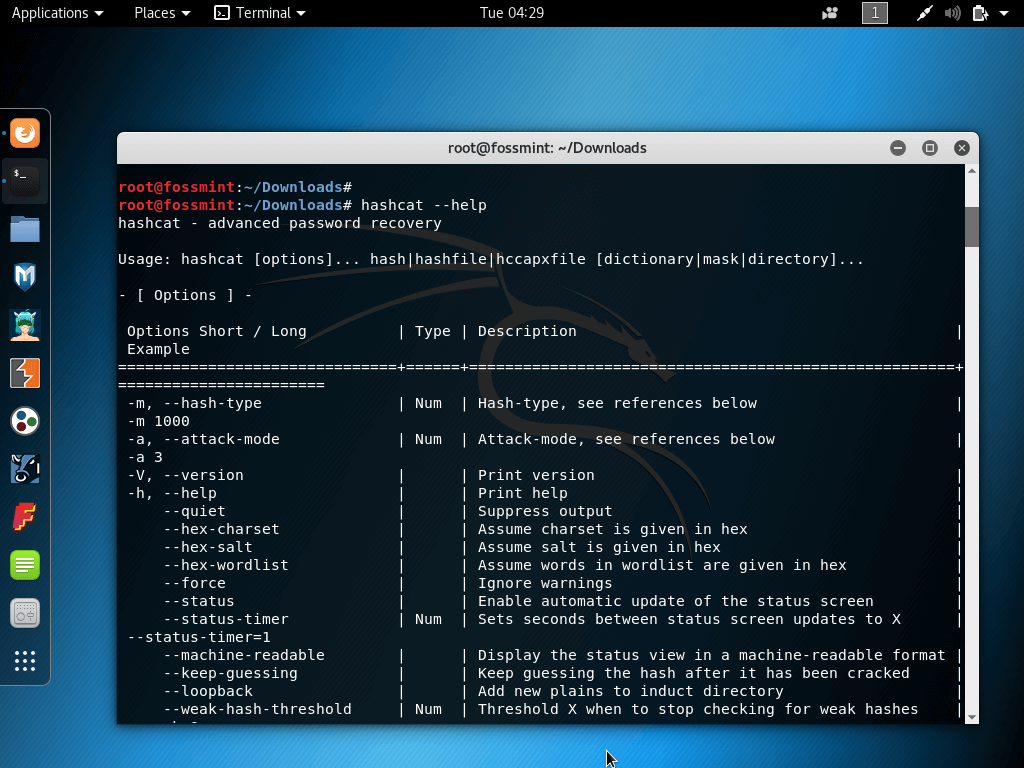 Applications Places Terminal Tue 04:29 1
root@fossmint: ~/Downloads
root@fossmint:~/Downloads#
root@fossmint:~/Downloads# hashcat --help
hashcat - advanced password recovery
Usage: hashcat [options]... hash|hashfile|hccapxfile [dictionary|mask|directory]...
- [ Options ] -
Options Short / Long | Type | Description |
Example
===============================+======+======================================================+
=======================
-m, --hash-type | Num | Hash-type, see references below |
-m 1000
-a, --attack-mode | Num | Attack-mode, see references below |
-a 3
-V, --version | | Print version |
-h, --help | | Print help |
--quiet | | Suppress output |
--hex-charset | | Assume charset is given in hex |
--hex-salt | | Assume salt is given in hex |
--hex-wordlist | | Assume words in wordlist are given in hex |
--force | | Ignore warnings |
--status | | Enable automatic update of the status screen |
--status-timer | Num | Sets seconds between status screen updates to X |
--status-timer=1
--machine-readable | | Display the status view in a machine-readable format |
--keep-guessing | | Keep guessing the hash after it has been cracked |
--loopback | | Add new plains to induct directory |
--weak-hash-threshold | Num | Threshold X when to stop checking for weak hashes |